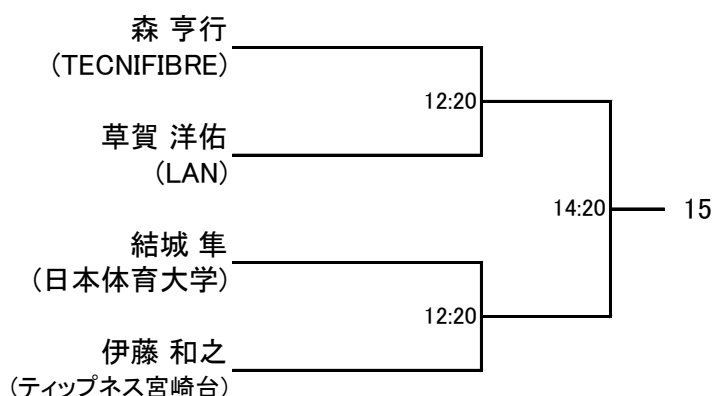 森 亨行
(TECNIFIBRE)
12:20
草賀 洋佑
(LAN)
14:20
15
結城 隼
(日本体育大学)
12:20
伊藤 和之
(ティップネス宮崎台)